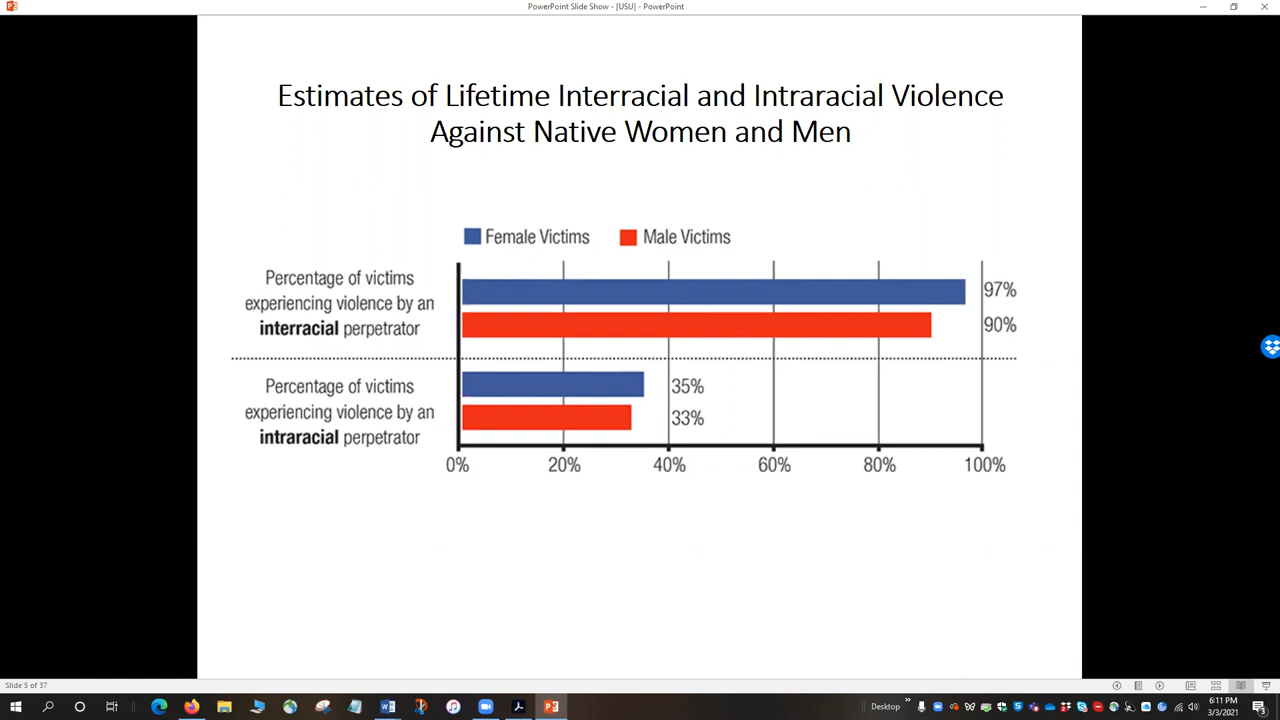 PowerPoint Slide Show - [USU] - PowerPoint
Estimates of Lifetime Interracial and Intraracial Violence
Against Native Women and Men
Female Victims
Male Victims
Percentage of victims
experiencing violence by an
interracial perpetrator
97%
90%
Percentage of victims
experiencing violence by an
intraracial perpetrator
35%
33%
0% 20% 40% 60% 80% 100%
Slide 5 of 37
Desktop
6:11 PM
3/3/2021